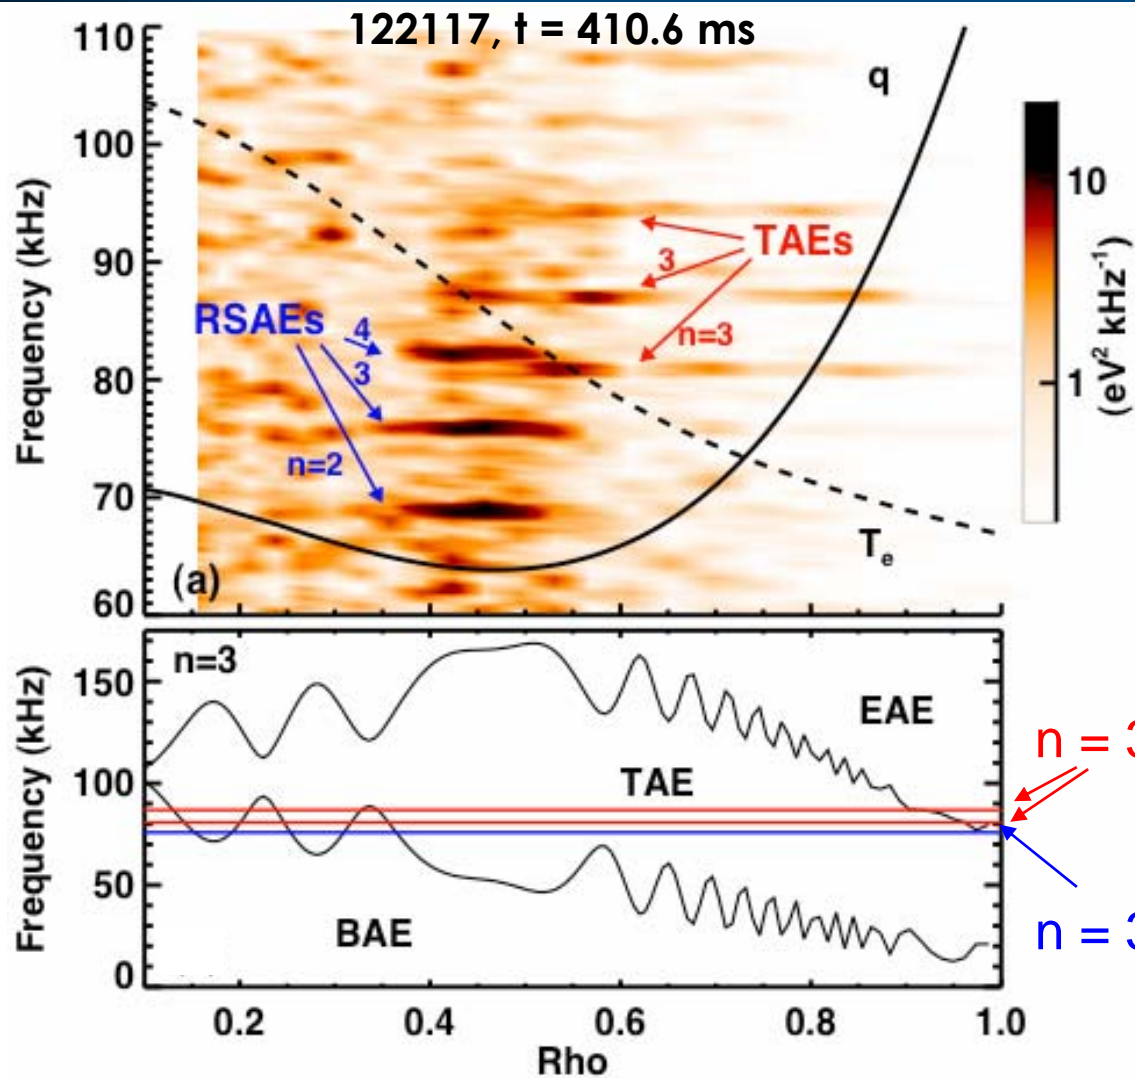 122117, t = 410.6 ms
110
100
90
80
70
60
Frequency (kHz)
q
TAEs
3
n=3
RSAEs
4
3
n=2
Te
(a)
10
1
(eV² kHz⁻¹)
n=3
150
100
50
0
Frequency (kHz)
EAE
TAE
BAE
n = 3
n = 3
0.2 0.4 0.6 0.8 1.0
Rho